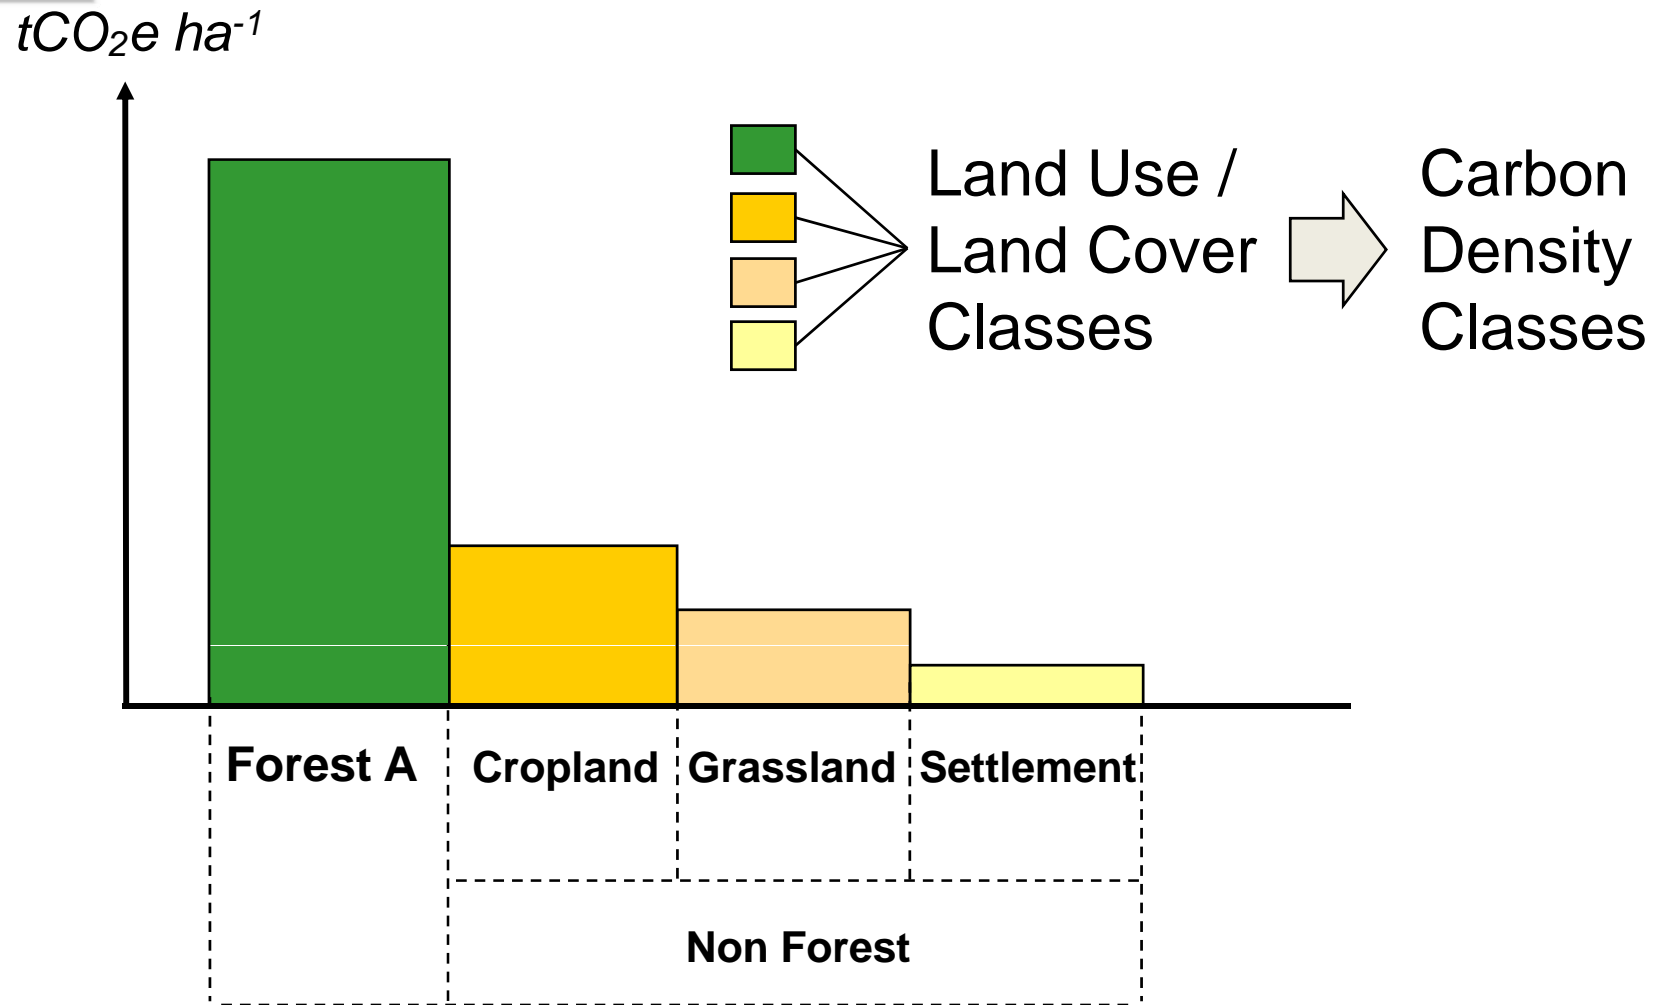 tCO₂e ha⁻¹
Land Use /
Land Cover
Classes
Carbon
Density
Classes
Forest A
Cropland
Grassland
Settlement
Non Forest